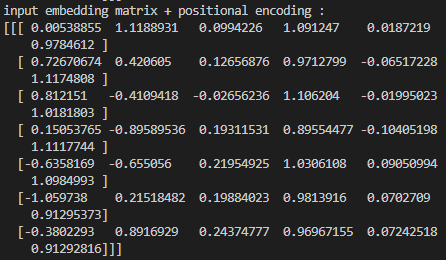 input embedding matrix + positional encoding :
[[[ 0.00538855  1.1188931  0.0994226  1.091247  0.0187219
    0.9784612 ]
  [ 0.72670674  0.420605  0.12656876  0.9712799  -0.06517228
    1.1174808 ]
  [ 0.812151  -0.4109418  -0.02656236  1.106204  -0.01995023
    1.0181803 ]
  [ 0.15053765 -0.89589536  0.19311531  0.89554477 -0.10405198
    1.1117744 ]
  [-0.6358169  -0.655056  0.21954925  1.0306108  0.09050994
    1.0984993 ]
  [-1.059738  0.21518482  0.19884023  0.9813916  0.0702709
    0.91295373]
  [-0.3802293  0.8916929  0.24374777  0.96967155  0.07242518
    0.91292816]]]